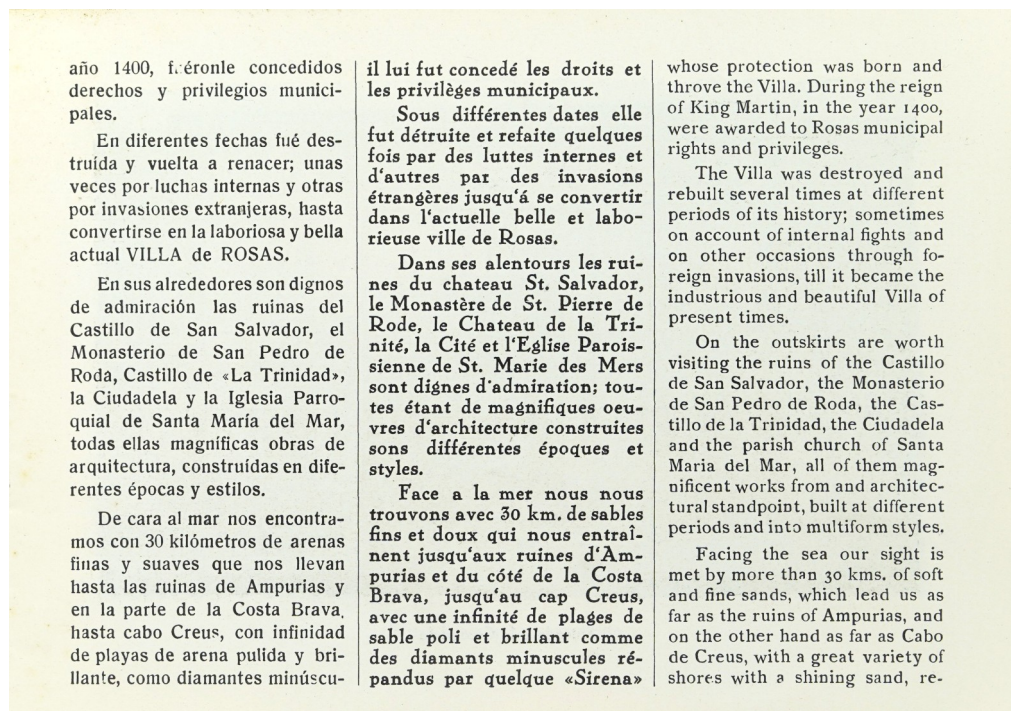 año 1400, fuéronle concedidos
derechos y privilegios munici-
pales.
En diferentes fechas fué des-
truída y vuelta a renacer; unas
veces por luchas internas y otras
por invasiones extranjeras, hasta
convertirse en la laboriosa y bella
actual VILLA de ROSAS.
En sus alrededores son dignos
de admiración las ruinas del
Castillo de San Salvador, el
Monasterio de San Pedro de
Roda, Castillo de «La Trinidad»,
la Ciudadela y la Iglesia Parro-
quial de Santa María del Mar,
todas ellas magníficas obras de
arquitectura, construídas en dife-
rentes épocas y estilos.
De cara al mar nos encontra-
mos con 30 kilómetros de arenas
finas y suaves que nos llevan
hasta las ruinas de Ampurias y
en la parte de la Costa Brava,
hasta cabo Creus, con infinidad
de playas de arena pulida y bri-
llante, como diamantes minúscu-
il lui fut concedé les droits et
les privilèges municipaux.
Sous différentes dates elle
fut détruite et refaite quelques
fois par des luttes internes et
d'autres par des invasions
étrangères jusqu'á se convertir
dans l'actuelle belle et labo-
rieuse ville de Rosas.
Dans ses alentours les rui-
nes du chateau St. Salvador,
le Monastère de St. Pierre de
Rode, le Chateau de la Tri-
nité, la Cité et l'Eglise Parois-
sienne de St. Marie des Mers
sont dignes d'admiration; tou-
tes étant de magnifiques oeu-
vres d'architecture construites
sons différentes époques et
styles.
Face a la mer nous nous
trouvons avec 30 km. de sables
fins et doux qui nous entraî-
nent jusqu'aux ruines d'Am-
purias et du cóté de la Costa
Brava, jusqu'au cap Creus,
avec une infinité de plages de
sable poli et brillant comme
des diamants minuscules ré-
pandus par quelque «Sirena»
whose protection was born and
throve the Villa. During the reign
of King Martin, in the year 1400,
were awarded to Rosas municipal
rights and privileges.
The Villa was destroyed and
rebuilt several times at different
periods of its history; sometimes
on account of internal fights and
on other occasions through fo-
reign invasions, till it became the
industrious and beautiful Villa of
present times.
On the outskirts are worth
visiting the ruins of the Castillo
de San Salvador, the Monasterio
de San Pedro de Roda, the Cas-
tillo de la Trinidad, the Ciudadela
and the parish church of Santa
Maria del Mar, all of them mag-
nificent works from and architec-
tural standpoint, built at different
periods and into multiform styles.
Facing the sea our sight is
met by more than 30 kms. of soft
and fine sands, which lead us as
far as the ruins of Ampurias, and
on the other hand as far as Cabo
de Creus, with a great variety of
shores with a shining sand, re-